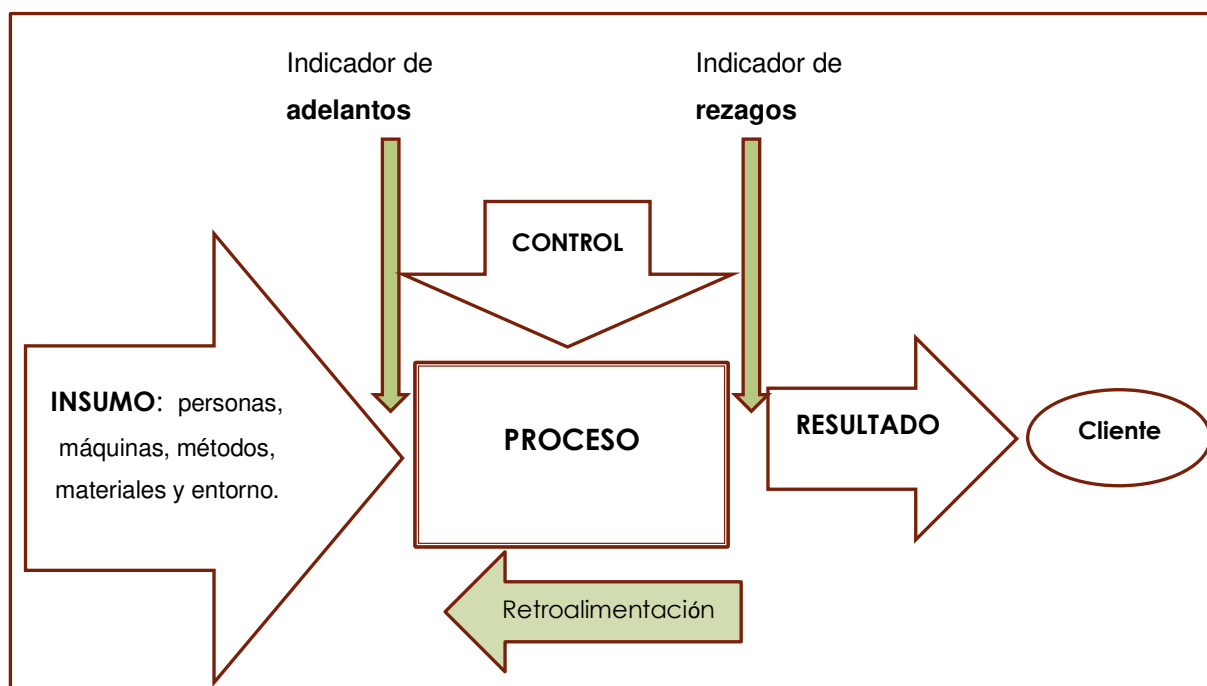 Indicador de
adelantos
Indicador de
rezagos
CONTROL
INSUMO: personas,
máquinas, métodos,
materiales y entorno.
PROCESO
RESULTADO
Cliente
Retroalimentación